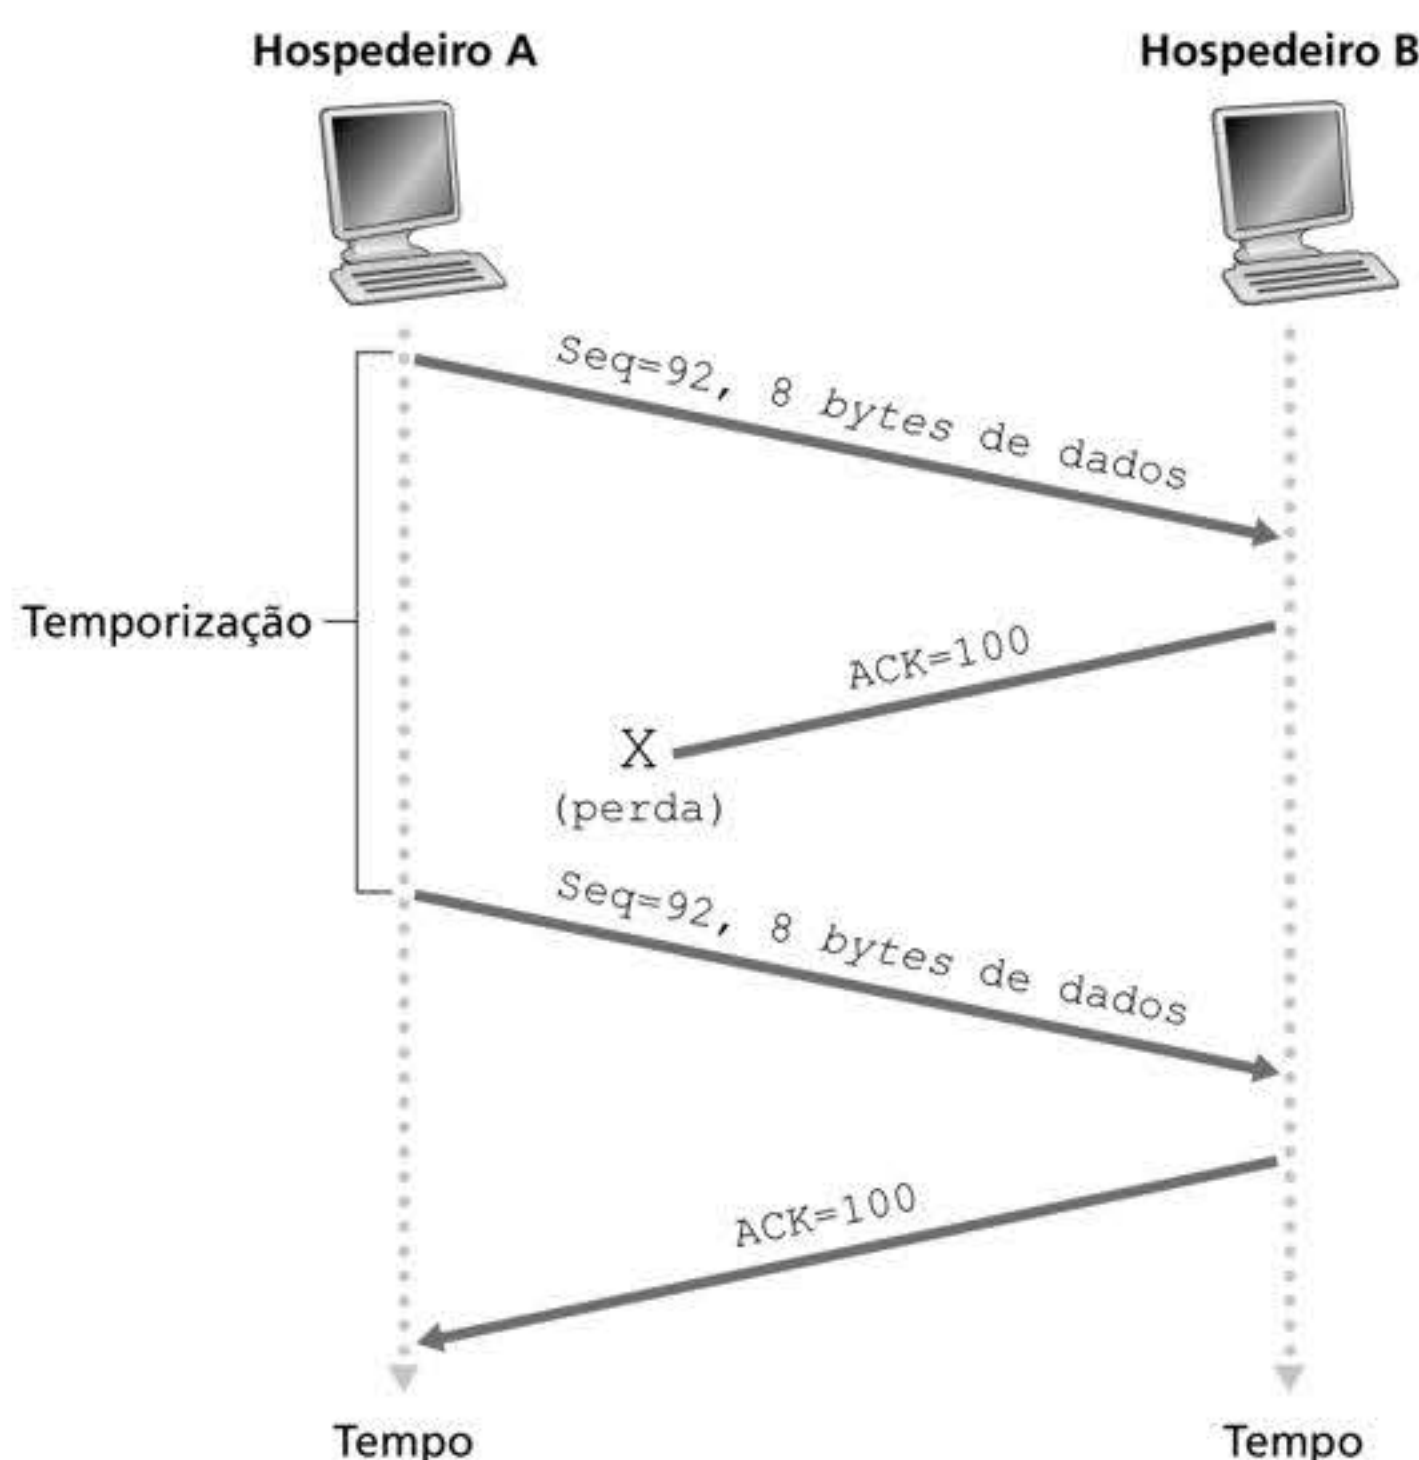 Hospedeiro A
Hospedeiro B
Seq=92, 8 bytes de dados
Temporização
ACK=100
X
(perda)
Seq=92, 8 bytes de dados
ACK=100
Tempo
Tempo